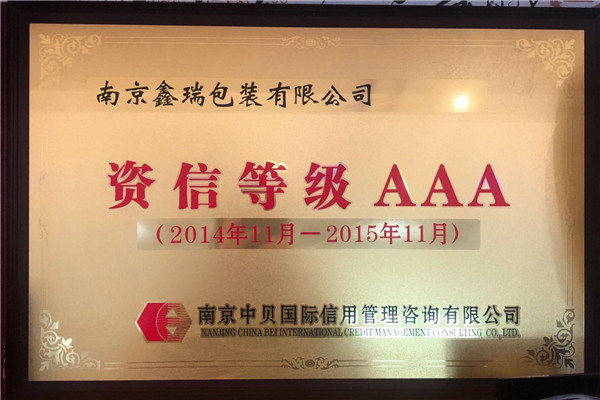 南京鑫瑞包装有限公司
资信等级 AAA
(2014年11月－2015年11月)
南京中贝国际信用管理咨询有限公司
NANJING CHINA BEI INTERNATIONAL CREDIT MANAGEMENT CONSULTING CO., LTD.